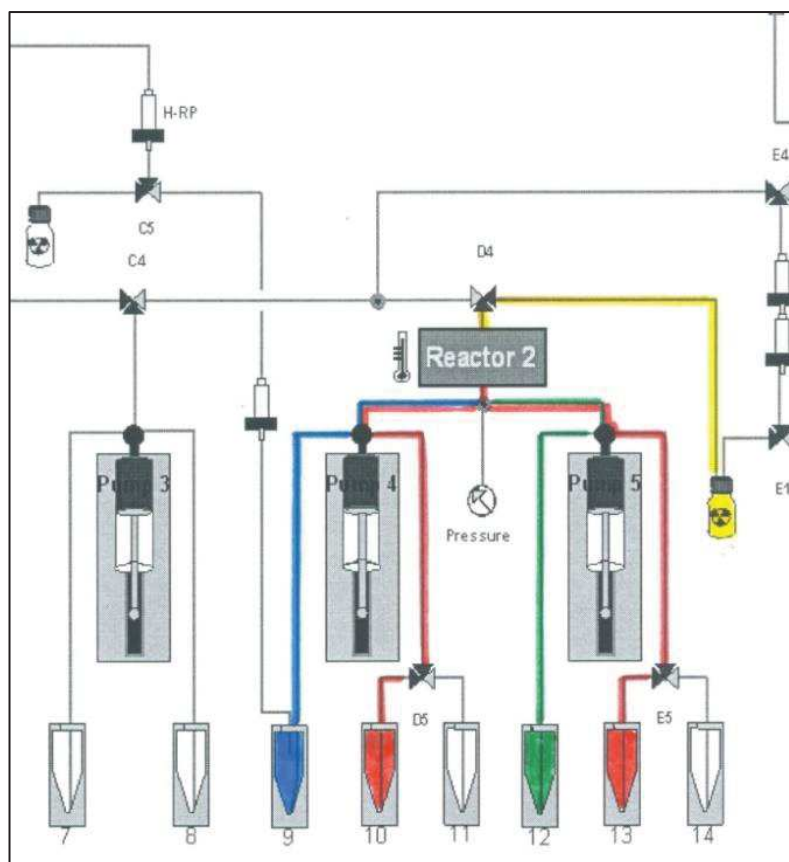 H-RP
E4
C5
C4
D4
Reactor 2
Pump 3
Pump 4
Pump 5
Pressure
E1
D5
E5
7
8
9
10
11
12
13
14